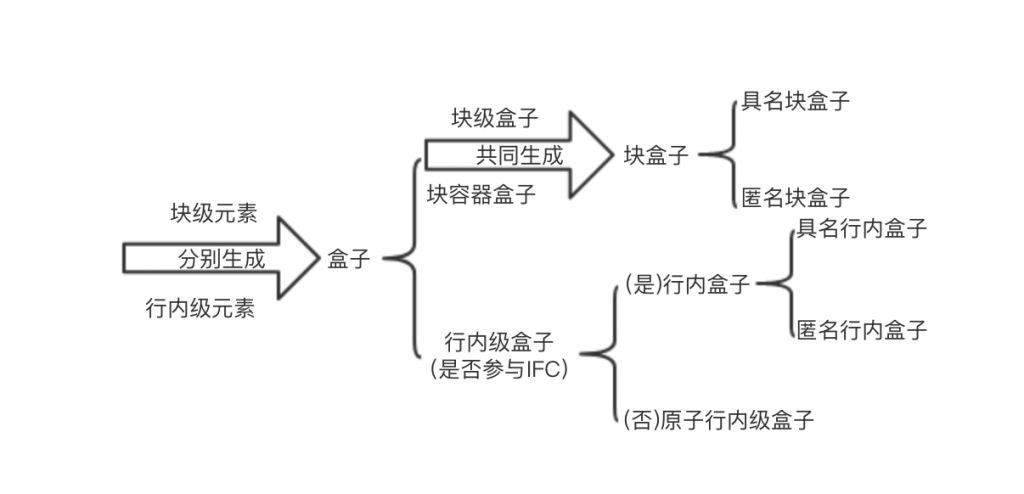 块级元素
分别生成
行内级元素
盒子
块级盒子
共同生成
块容器盒子
块盒子
具名块盒子
匿名块盒子
行内级盒子
(是否参与IFC)
(是)行内盒子
具名行内盒子
匿名行内盒子
(否)原子行内级盒子